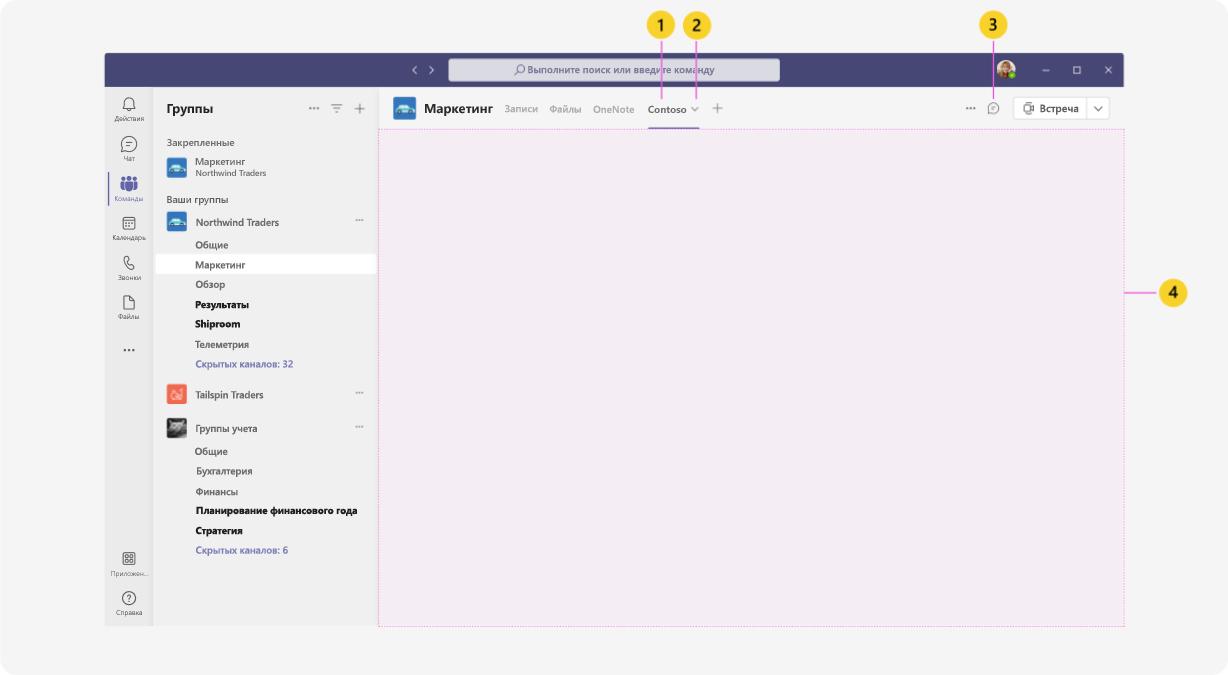 1
2
3
Выполните поиск или введите команду
Действия
Чат
Команды
Календарь
Звонки
Файлы
Приложен...
Справка
Группы
Закрепленные
Маркетинг
Northwind Traders
Ваши группы
Northwind Traders
Общие
Маркетинг
Обзор
Результаты
Shiproom
Телеметрия
Скрытых каналов: 32
Tailspin Traders
Группы учета
Общие
Бухгалтерия
Финансы
Планирование финансового года
Стратегия
Скрытых каналов: 6
Маркетинг Записи Файлы OneNote Contoso
Встреча
4